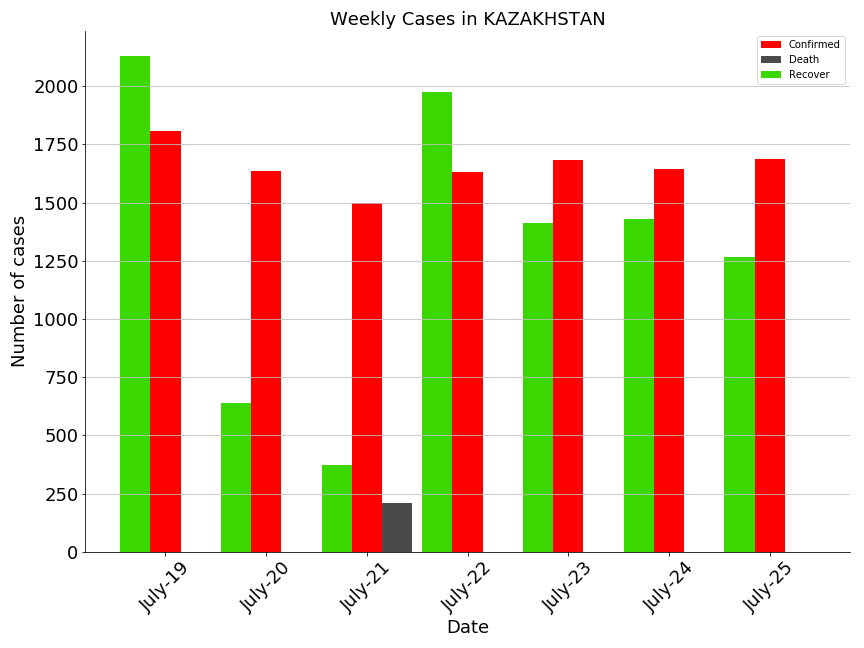 Weekly Cases in KAZAKHSTAN
Confirmed
Death
Recover
Number of cases
2000
1750
1500
1250
1000
750
500
250
0
July-19
July-20
July-21
July-22
July-23
July-24
July-25
Date